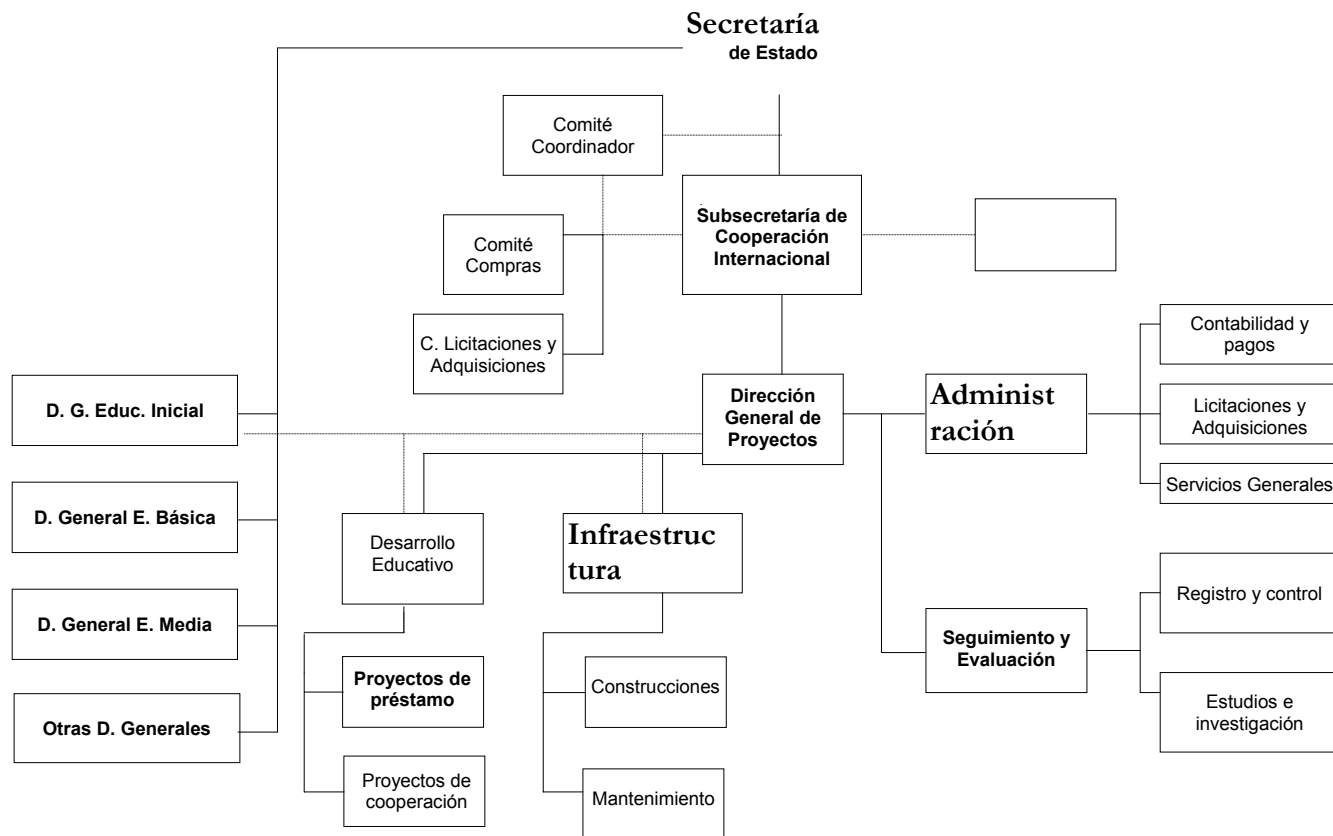 Secretaría
de Estado
Comité
Coordinador
Subsecretaría de
Cooperación
Internacional
Comité
Compras
C. Licitaciones y
Adquisiciones
Contabilidad y
pagos
D. G. Educ. Inicial
Dirección
General de
Proyectos
Administ
ración
Licitaciones y
Adquisiciones
Servicios Generales
D. General E. Básica
Desarrollo
Educativo
Infraestruc
tura
Registro y control
D. General E. Media
Seguimiento y
Evaluación
Proyectos de
préstamo
Construcciones
Estudios e
investigación
Otras D. Generales
Proyectos de
cooperación
Mantenimiento